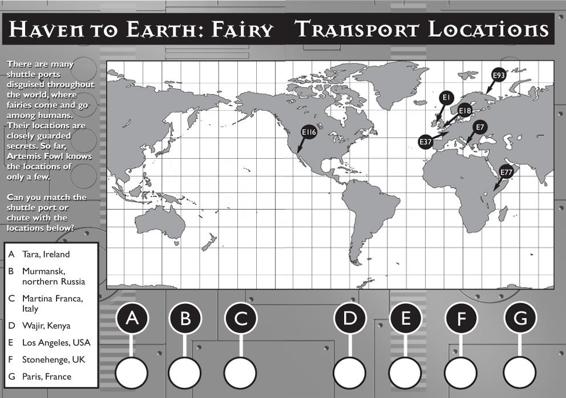 Haven to Earth: Fairy Transport Locations
There are many
shuttle ports
disguised throughout
the world, where
fairies come and go
among humans.
Their locations are
closely guarded
secrets. So far,
Artemis Fowl knows
the locations of
only a few.
Can you match the
shuttle port or
chute with the
locations below?
E93
E1
E18
E116
E7
E37
E77
A Tara, Ireland
B Murmansk,
northern Russia
C Martina Franca,
Italy
D Wajir, Kenya
E Los Angeles, USA
F Stonehenge, UK
G Paris, France
A B C D E F G